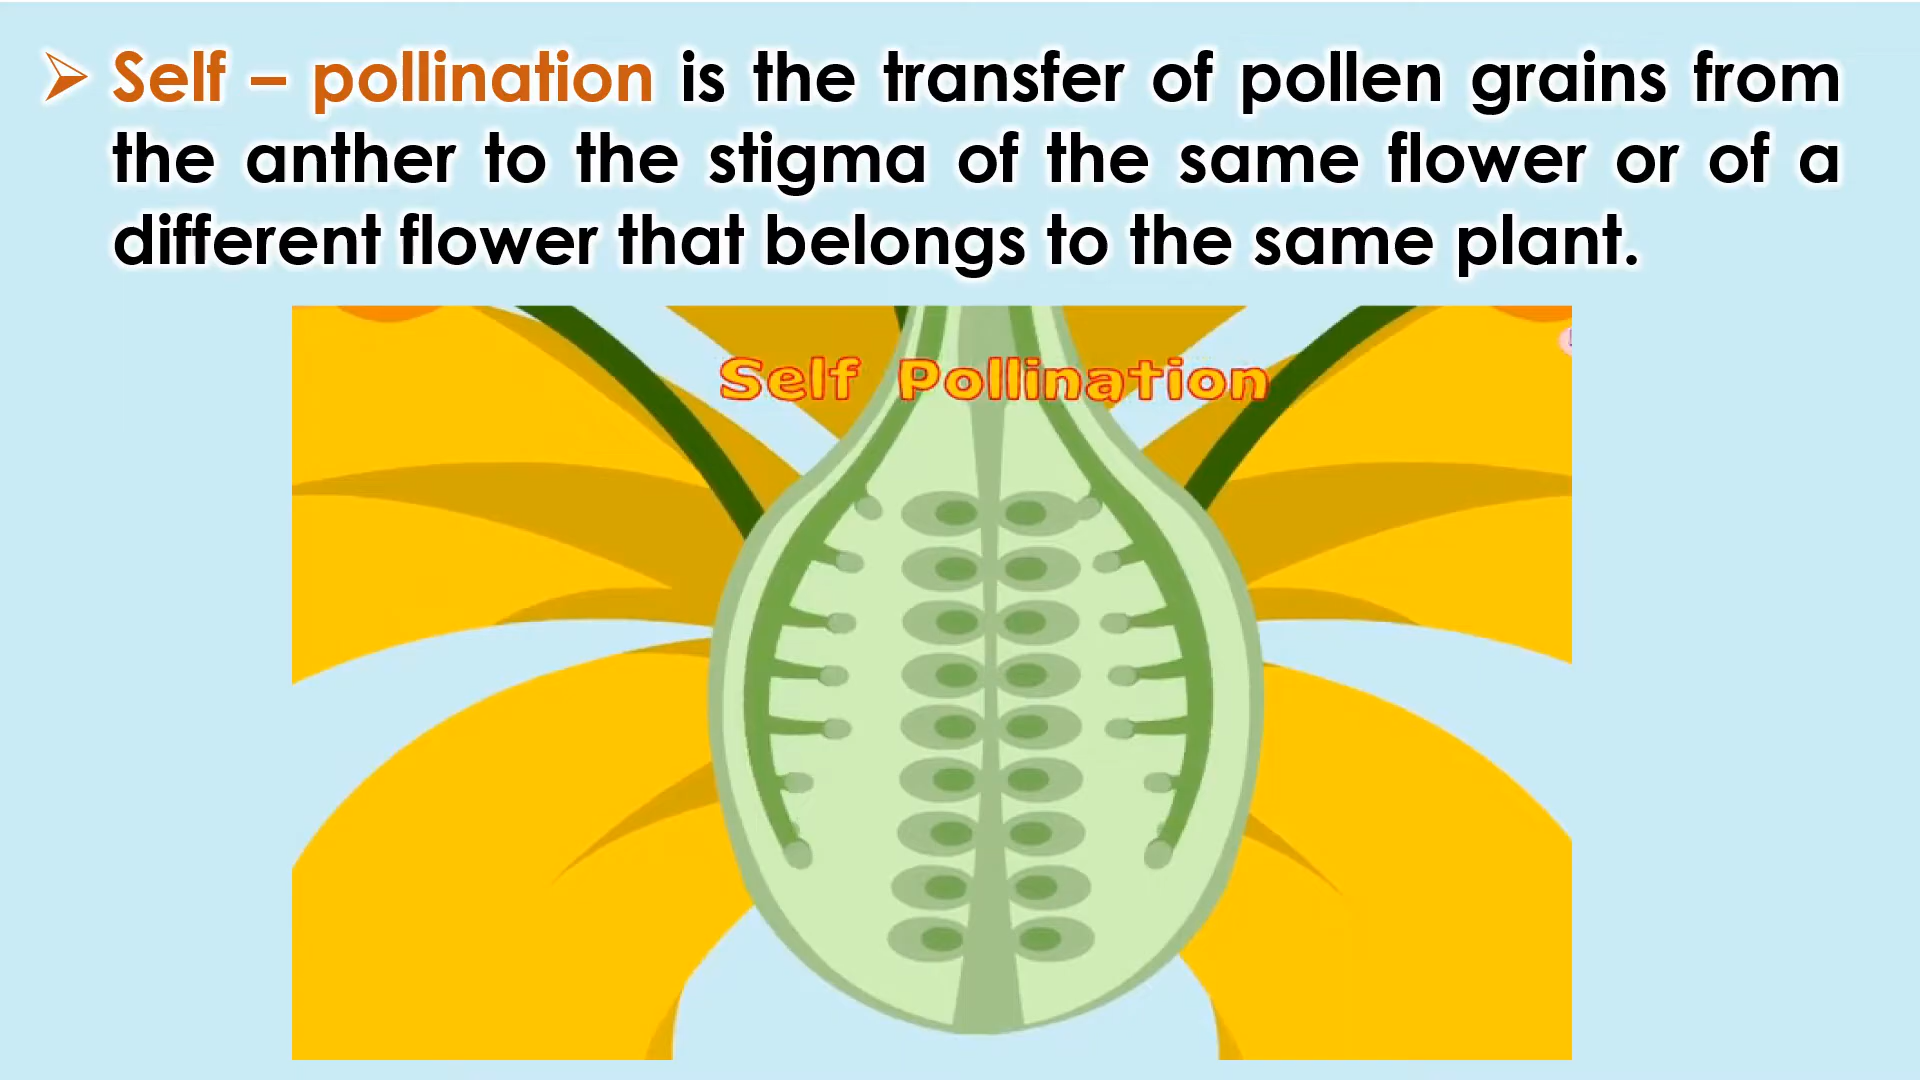 Self – pollination is the transfer of pollen grains from
the anther to the stigma of the same flower or of a
different flower that belongs to the same plant.
Self Pollination